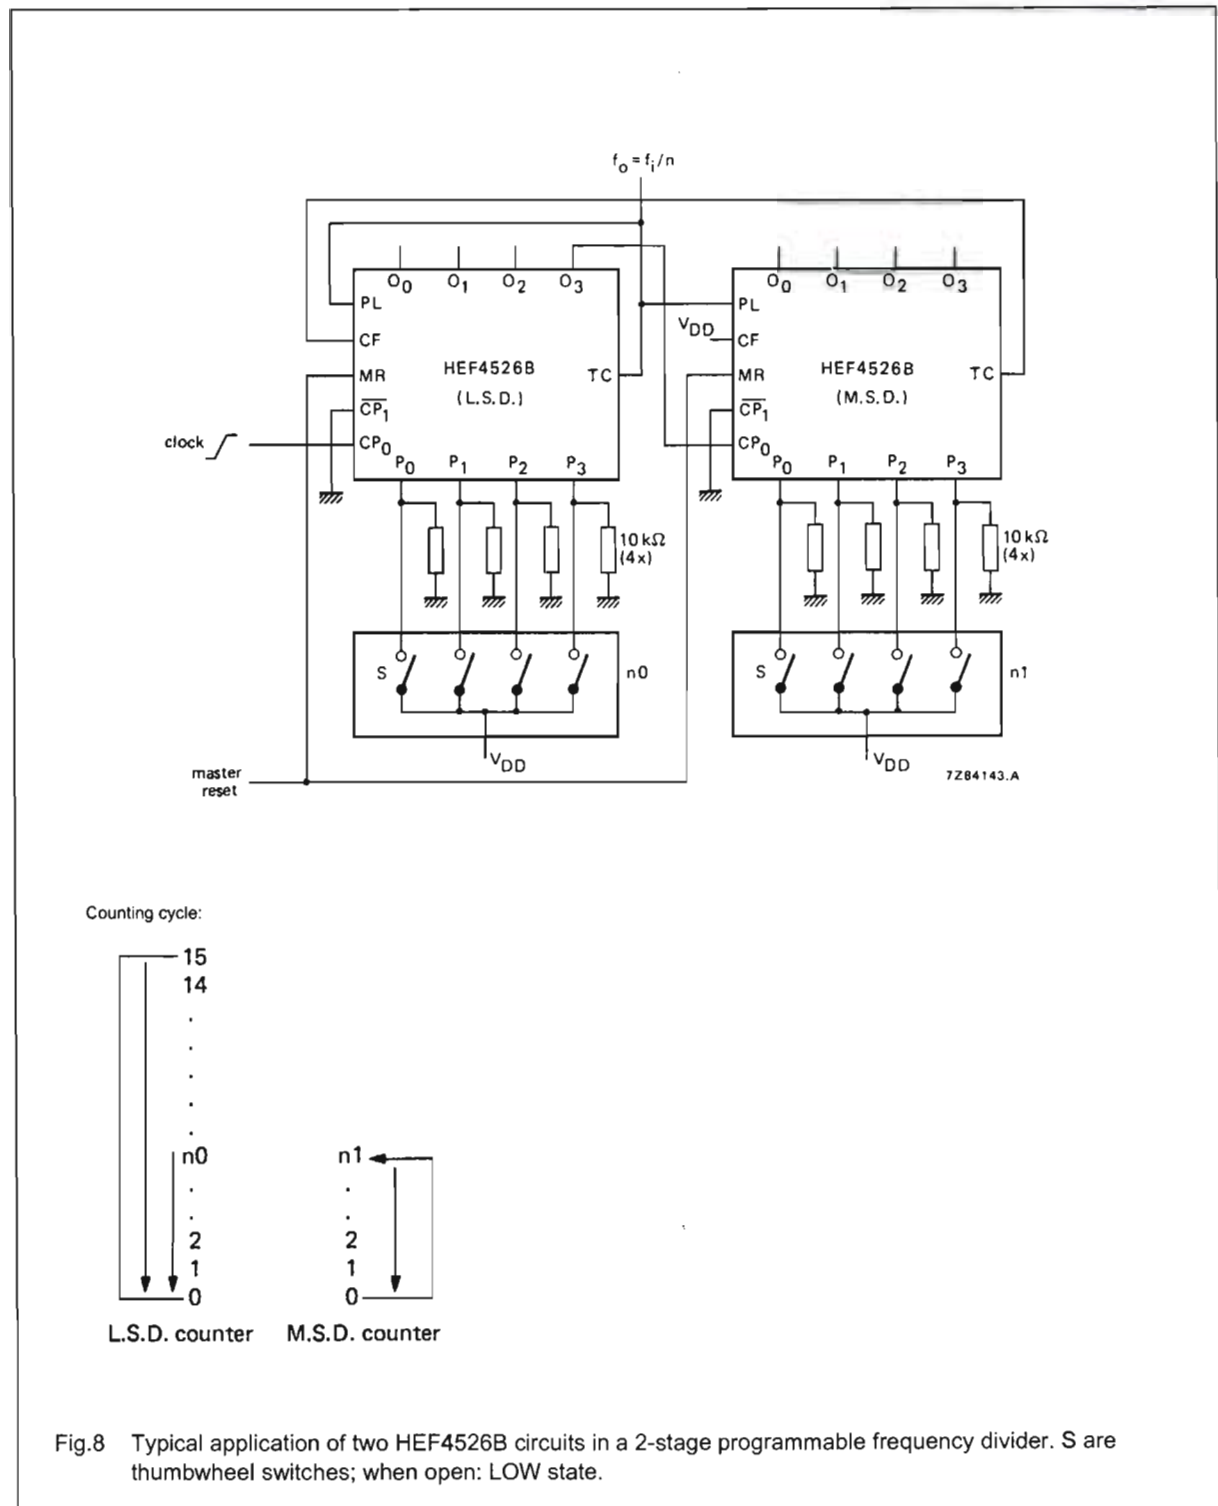 fo = fi/n
O0 O1 O2 O3
O0 O1 O2 O3
PL
CF
MR
CP1
CP0
HEF4526B
(L.S.D.)
TC
P0 P1 P2 P3
clock
VDD
PL
CF
MR
CP1
CP0
HEF4526B
(M.S.D.)
TC
P0 P1 P2 P3
10 kΩ
(4x)
10 kΩ
(4x)
S
n0
S
n1
VDD
VDD
master
reset
7Z84143.A
Counting cycle:
15
14
.
.
.
.
.
n0
.
.
2
1
0
n1
.
.
2
1
0
L.S.D. counter
M.S.D. counter
Fig.8 Typical application of two HEF4526B circuits in a 2-stage programmable frequency divider. S are
thumbwheel switches; when open: LOW state.